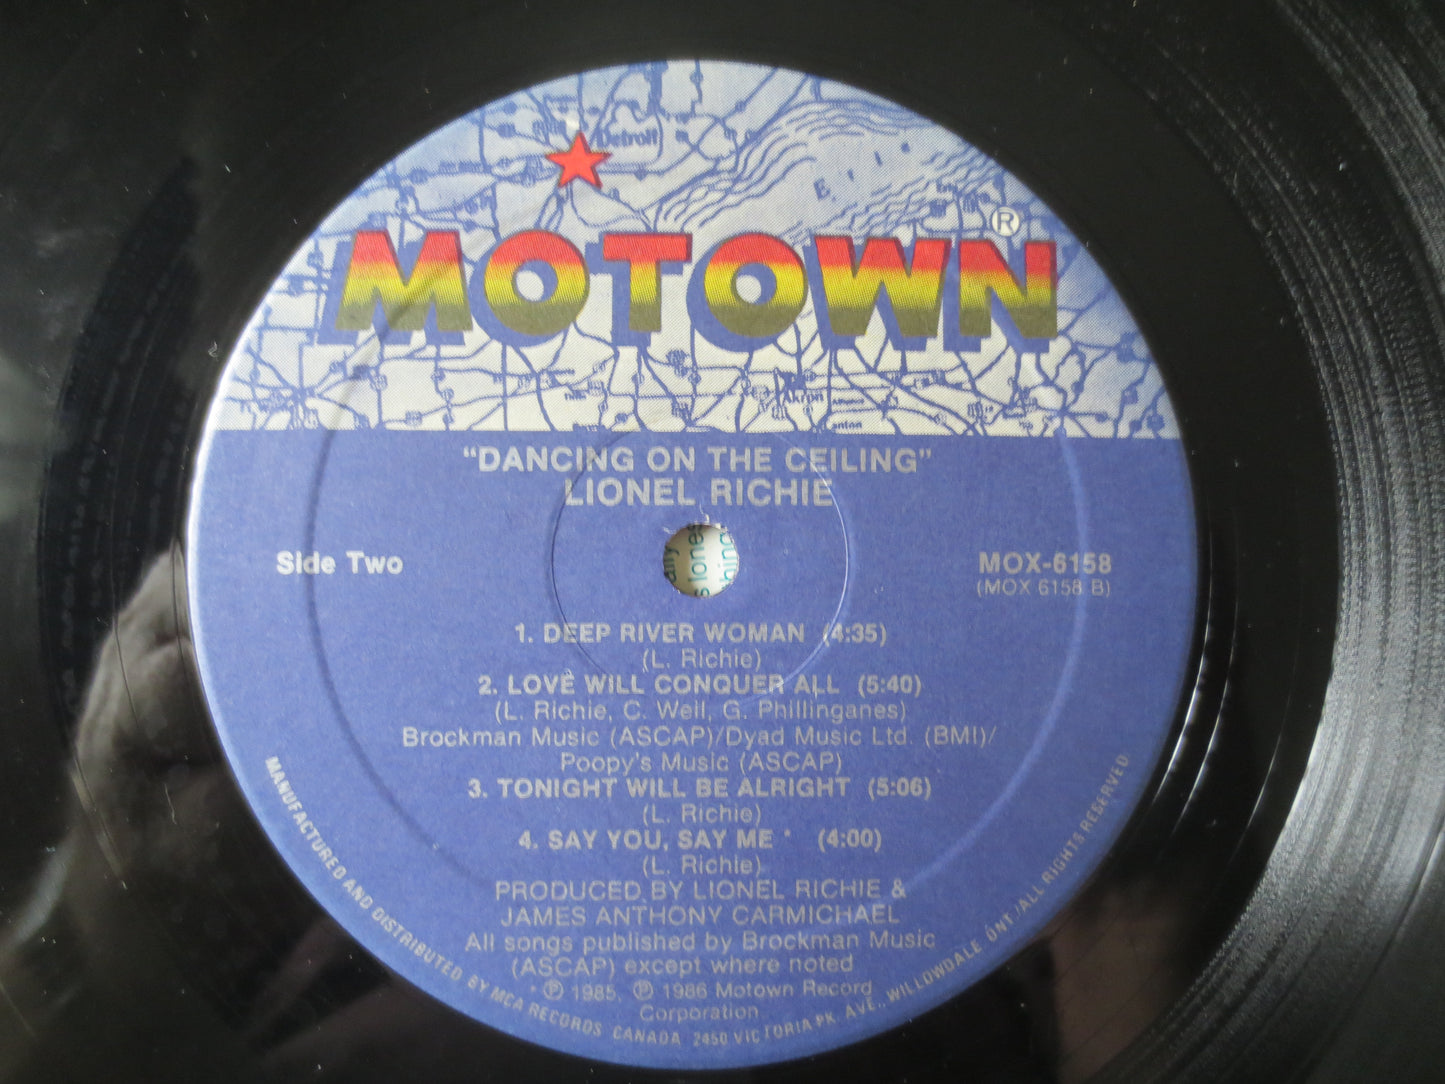 Detroit
E r i
®
MOTOWN
Akron
Canton
"DANCING ON THE CEILING"
LIONEL RICHIE
Side Two
MOX-6158
(MOX 6158 B)
1. DEEP RIVER WOMAN (4:35)
(L. Richie)
2. LOVE WILL CONQUER ALL (5:40)
(L. Richie, C. Weil, G. Phillinganes)
Brockman Music (ASCAP)/Dyad Music Ltd. (BMI)/
Poopy's Music (ASCAP)
3. TONIGHT WILL BE ALRIGHT (5:06)
(L. Richie)
4. SAY YOU, SAY ME * (4:00)
(L. Richie)
PRODUCED BY LIONEL RICHIE &
JAMES ANTHONY CARMICHAEL
All songs published by Brockman Music
(ASCAP) except where noted
* ℗ 1985, ℗ 1986 Motown Record
Corporation
MANUFACTURED AND DISTRIBUTED BY MCA RECORDS CANADA 2450 VICTORIA PK. AVE., WILLOWDALE ONT./ALL RIGHTS RESERVED